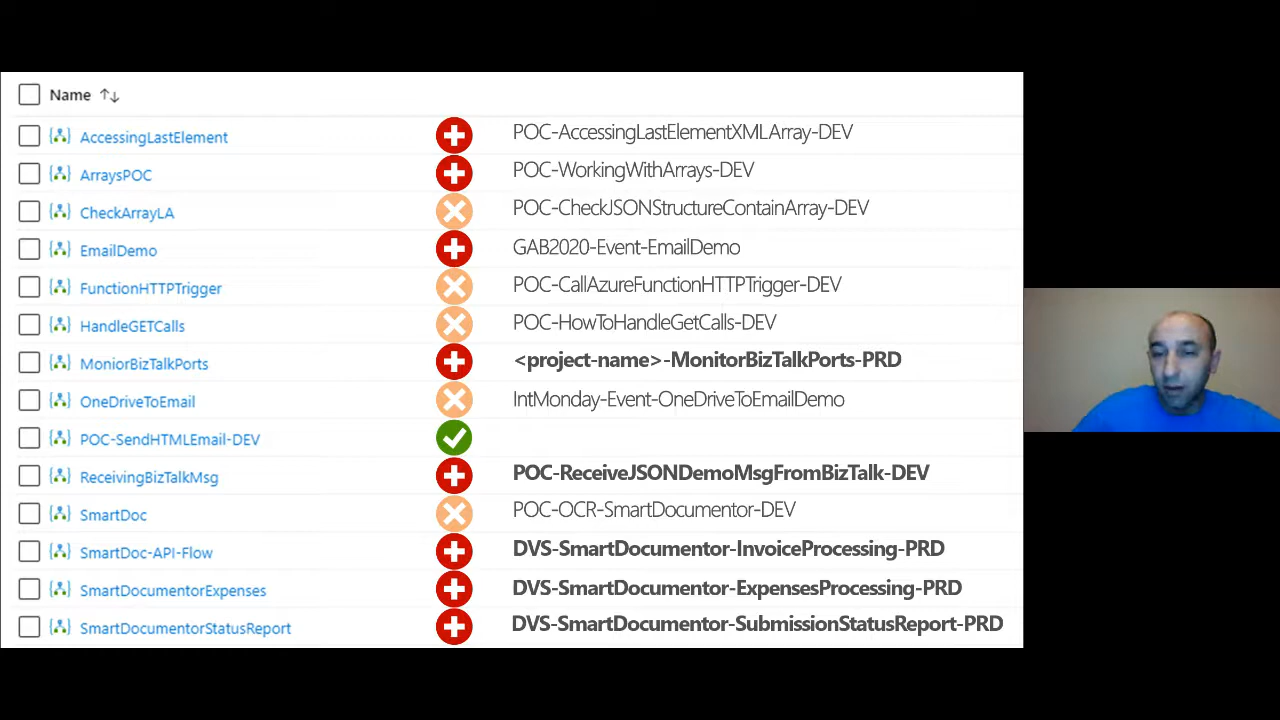 Name ↑↓
AccessingLastElement POC-AccessingLastElementXMLArray-DEV
ArraysPOC POC-WorkingWithArrays-DEV
CheckArrayLA POC-CheckJSONStructureContainArray-DEV
EmailDemo GAB2020-Event-EmailDemo
FunctionHTTPTrigger POC-CallAzureFunctionHTTPTrigger-DEV
HandleGETCalls POC-HowToHandleGetCalls-DEV
MoniorBizTalkPorts <project-name>-MonitorBizTalkPorts-PRD
OneDriveToEmail IntMonday-Event-OneDriveToEmailDemo
POC-SendHTMLEmail-DEV
ReceivingBizTalkMsg POC-ReceiveJSONDemoMsgFromBizTalk-DEV
SmartDoc POC-OCR-SmartDocumentor-DEV
SmartDoc-API-Flow DVS-SmartDocumentor-InvoiceProcessing-PRD
SmartDocumentorExpenses DVS-SmartDocumentor-ExpensesProcessing-PRD
SmartDocumentorStatusReport DVS-SmartDocumentor-SubmissionStatusReport-PRD